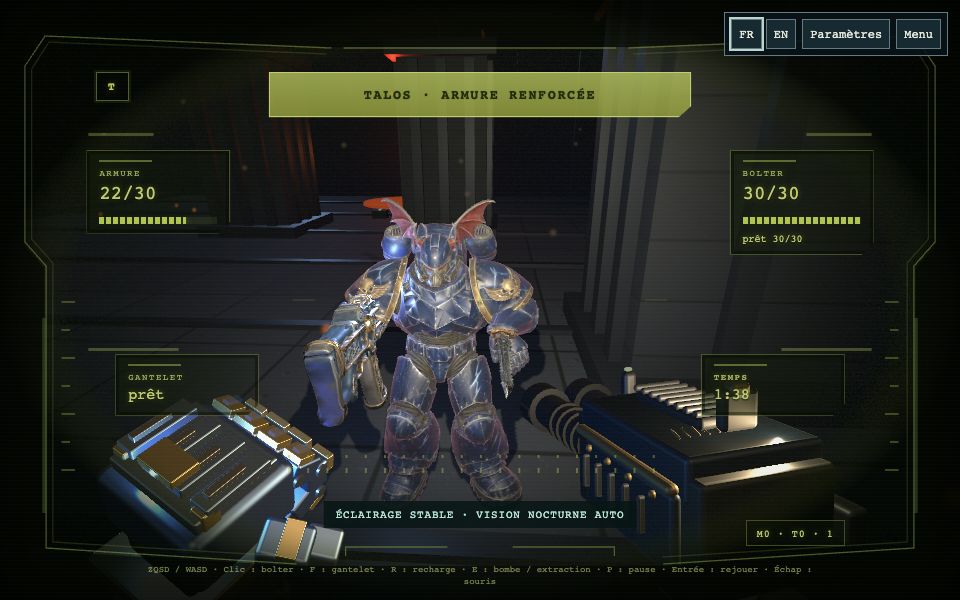 FR EN Paramètres Menu
T
TALOS · ARMURE RENFORCÉE
ARMURE
22/30
BOLTER
30/30
prêt 30/30
GANTELET
prêt
TEMPS
1:38
ÉCLAIRAGE STABLE · VISION NOCTURNE AUTO
M0 · T0 · 1
ZQSD / WASD · Clic : bolter · F : gantelet · R : recharge · E : bombe / extraction · P : pause · Entrée : rejouer · Échap :
souris